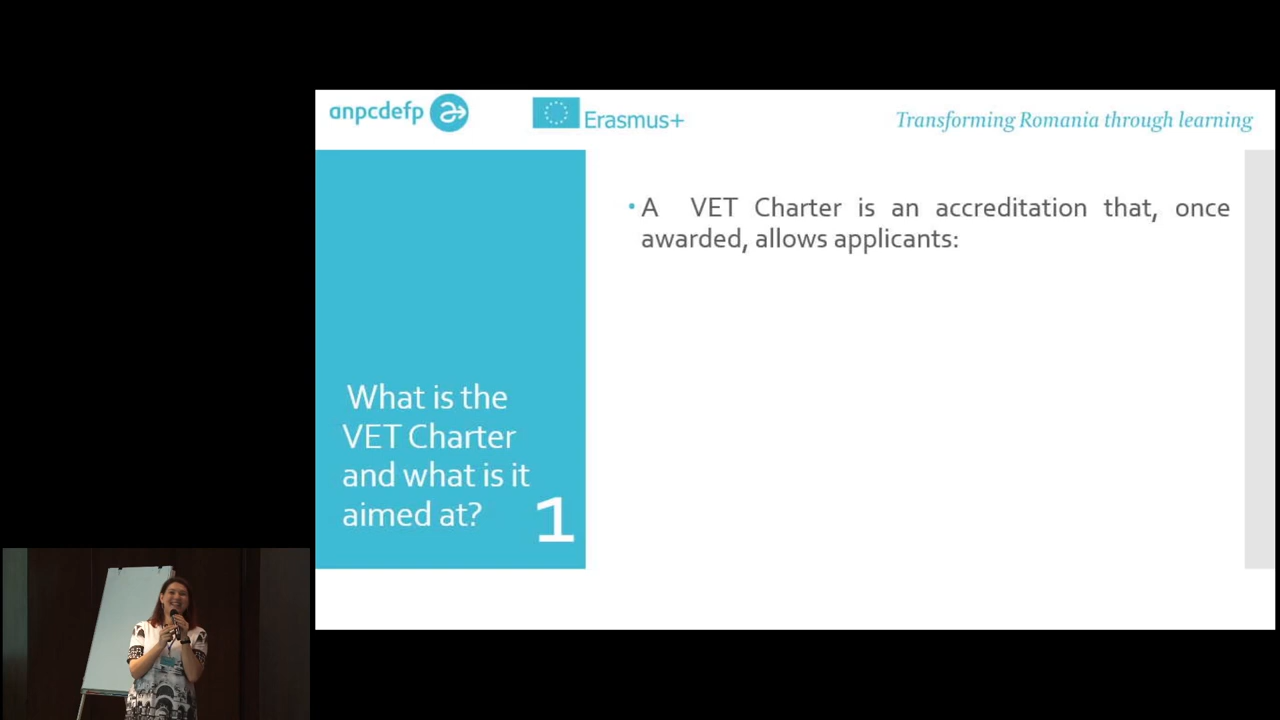 anpcdefp
Erasmus+
Transforming Romania through learning
• A VET Charter is an accreditation that, once
awarded, allows applicants:
What is the
VET Charter
and what is it
aimed at?
1